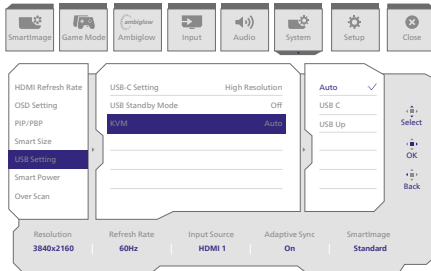 SmartImage
Game Mode
ambiglow
Ambiglow
Input
Audio
System
Setup
Close
HDMI Refresh Rate
OSD Setting
PIP/PBP
Smart Size
USB Setting
Smart Power
Over Scan
USB-C Setting High Resolution
USB Standby Mode Off
KVM Auto
Auto
USB C
USB Up
Select
OK
Back
Resolution Refresh Rate Input Source Adaptive Sync SmartImage
3840x2160 60Hz HDMI 1 On Standard